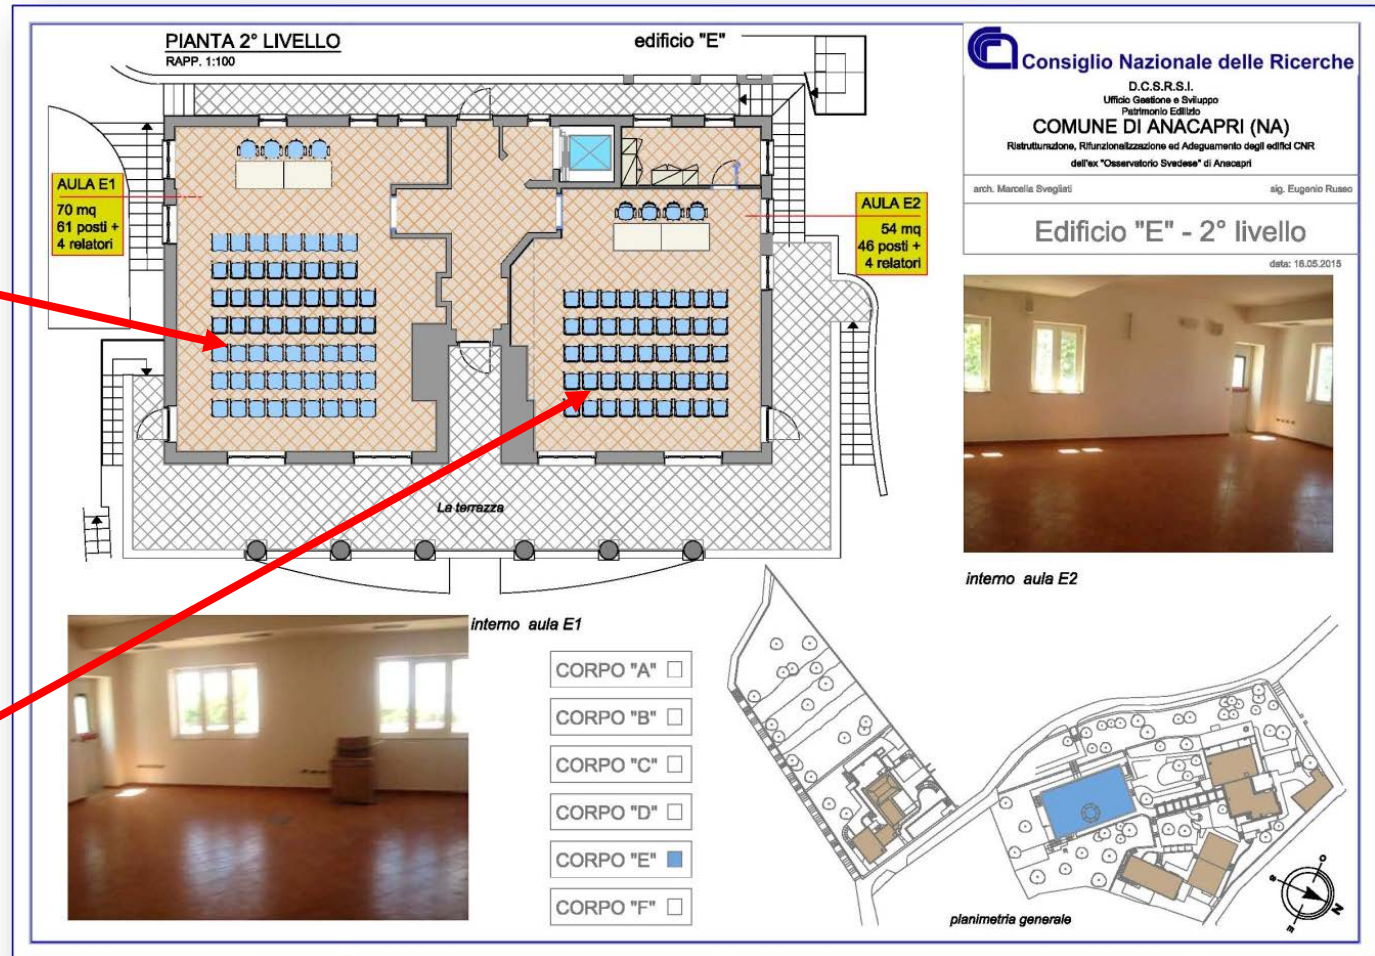 PIANTA 2° LIVELLO
RAPP. 1:100
edificio "E"
AULA E1
70 mq
61 posti +
4 relatori
AULA E2
54 mq
46 posti +
4 relatori
La terrazza
Consiglio Nazionale delle Ricerche
D.C.S.R.S.I.
Ufficio Gestione e Sviluppo
Patrimonio Edilizio
COMUNE DI ANACAPRI (NA)
Ristrutturazione, Rifunzionalizzazione ed Adeguamento degli edifici CNR
dell'ex "Osservatorio Svedese" di Anacapri
arch. Marcella Svegliati
sig. Eugenio Russo
Edificio "E" - 2° livello
data: 18.05.2015
interno aula E2
interno aula E1
CORPO "A"
CORPO "B"
CORPO "C"
CORPO "D"
CORPO "E"
CORPO "F"
planimetria generale
N